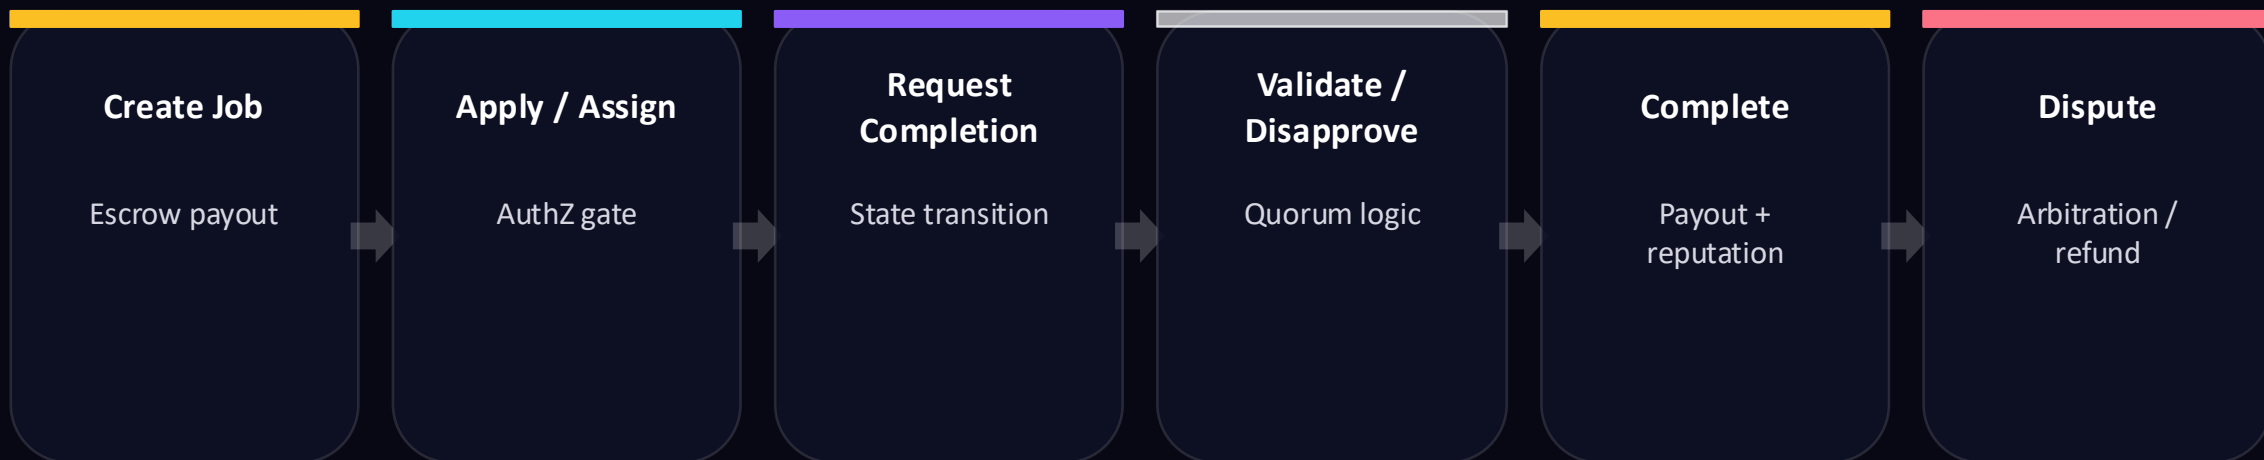 Create Job
Escrow payout
Apply / Assign
AuthZ gate
Request
Completion
State transition
Validate /
Disapprove
Quorum logic
Complete
Payout +
reputation
Dispute
Arbitration /
refund